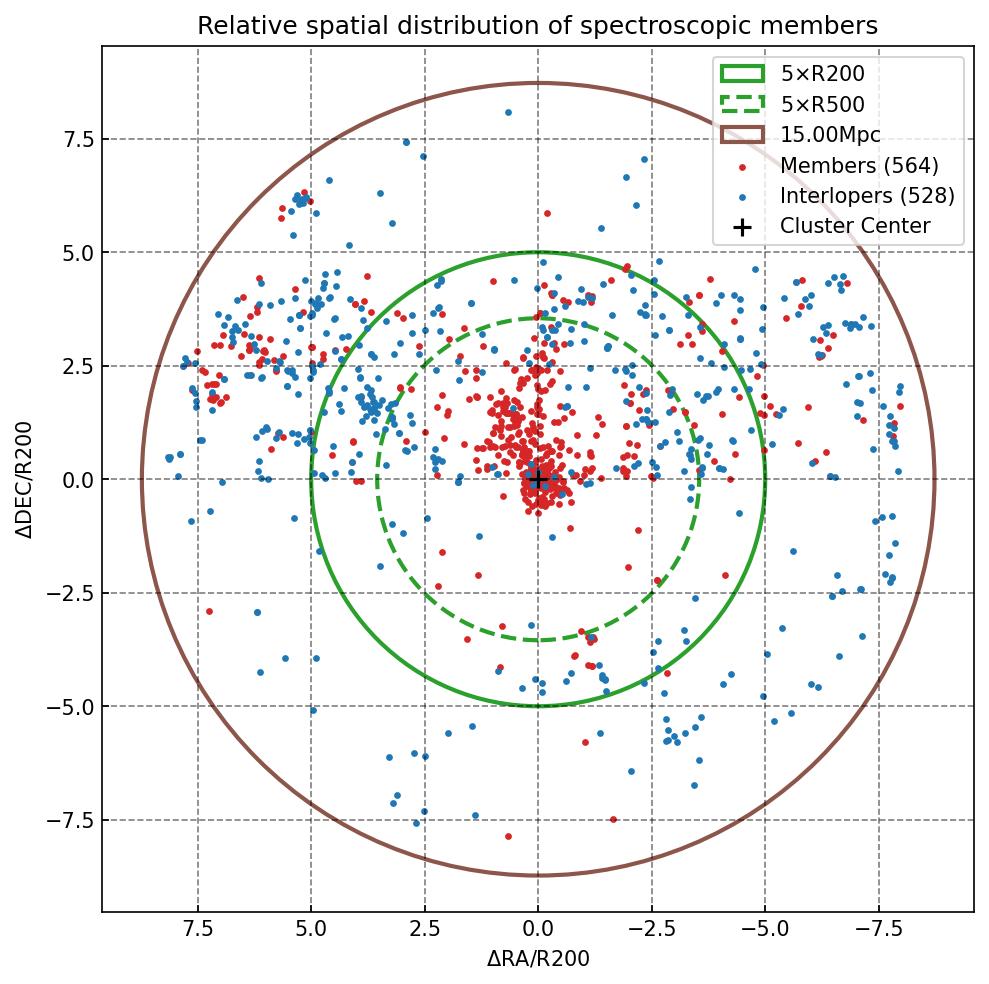 Relative spatial distribution of spectroscopic members
5×R200
5×R500
15.00Mpc
Members (564)
Interlopers (528)
Cluster Center
7.5
5.0
2.5
0.0
−2.5
−5.0
−7.5
ΔDEC/R200
7.5 5.0 2.5 0.0 −2.5 −5.0 −7.5
ΔRA/R200